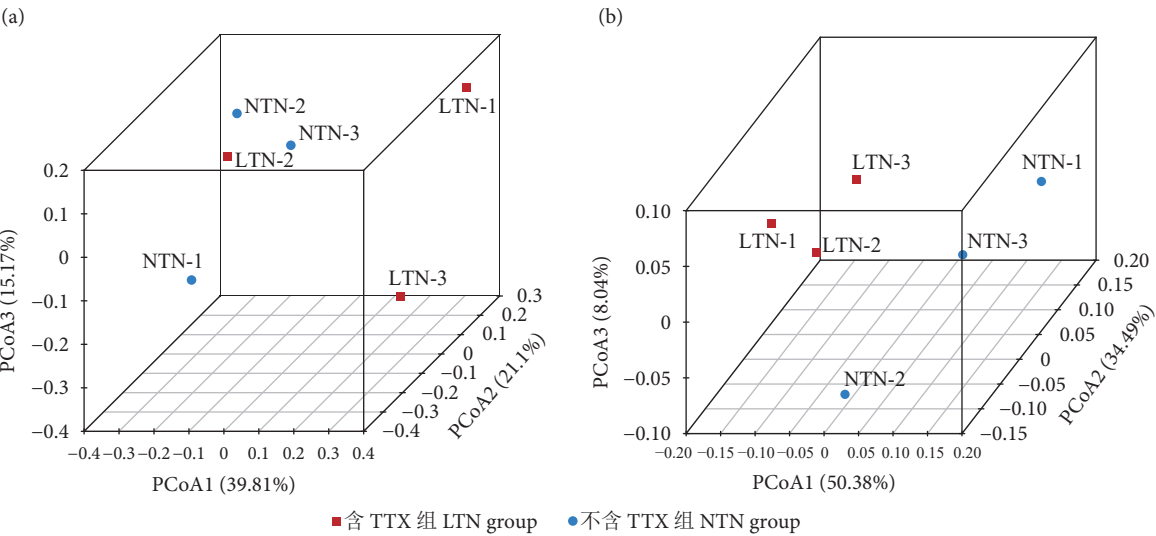 (a)
NTN-2
LTN-1
NTN-3
LTN-2
NTN-1
LTN-3
0.2
0.1
0
−0.1
−0.2
−0.3
−0.4
PCoA3 (15.17%)
−0.4 −0.3 −0.2 −0.1 0 0.1 0.2 0.3 0.4
PCoA1 (39.81%)
0.3
0.2
0.1
0
−0.1
−0.2
−0.3
−0.4
PCoA2 (21.1%)
(b)
LTN-3
NTN-1
LTN-1
LTN-2
NTN-3
NTN-2
0.10
0.05
0
−0.05
−0.10
PCoA3 (8.04%)
−0.20 −0.15 −0.10 −0.05 0 0.05 0.10 0.15 0.20
PCoA1 (50.38%)
0.20
0.15
0.10
0.05
0
−0.05
−0.10
−0.15
PCoA2 (34.49%)
含 TTX 组 LTN group
不含 TTX 组 NTN group